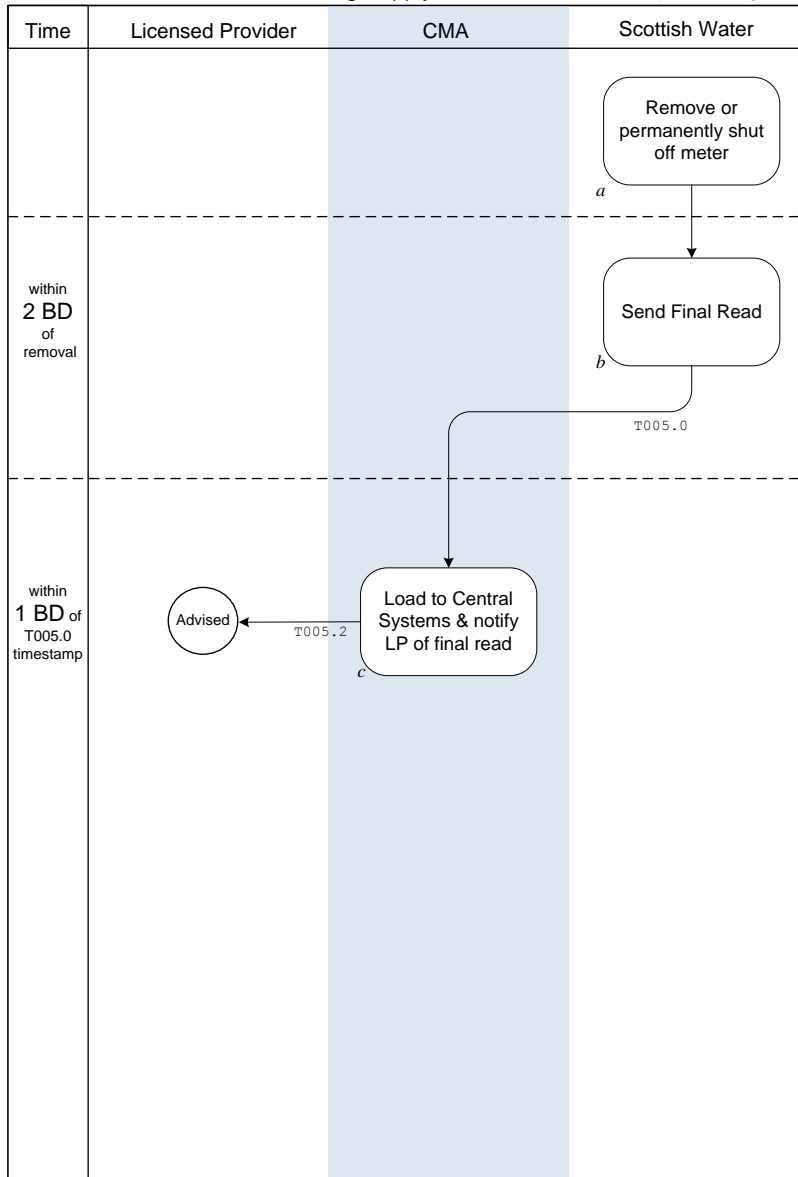 Time
Licensed Provider
CMA
Scottish Water
Remove or
permanently shut
off meter
a
within
2 BD
of
removal
Send Final Read
b
T005.0
within
1 BD of
T005.0
timestamp
Advised
T005.2
Load to Central
Systems & notify
LP of final read
c